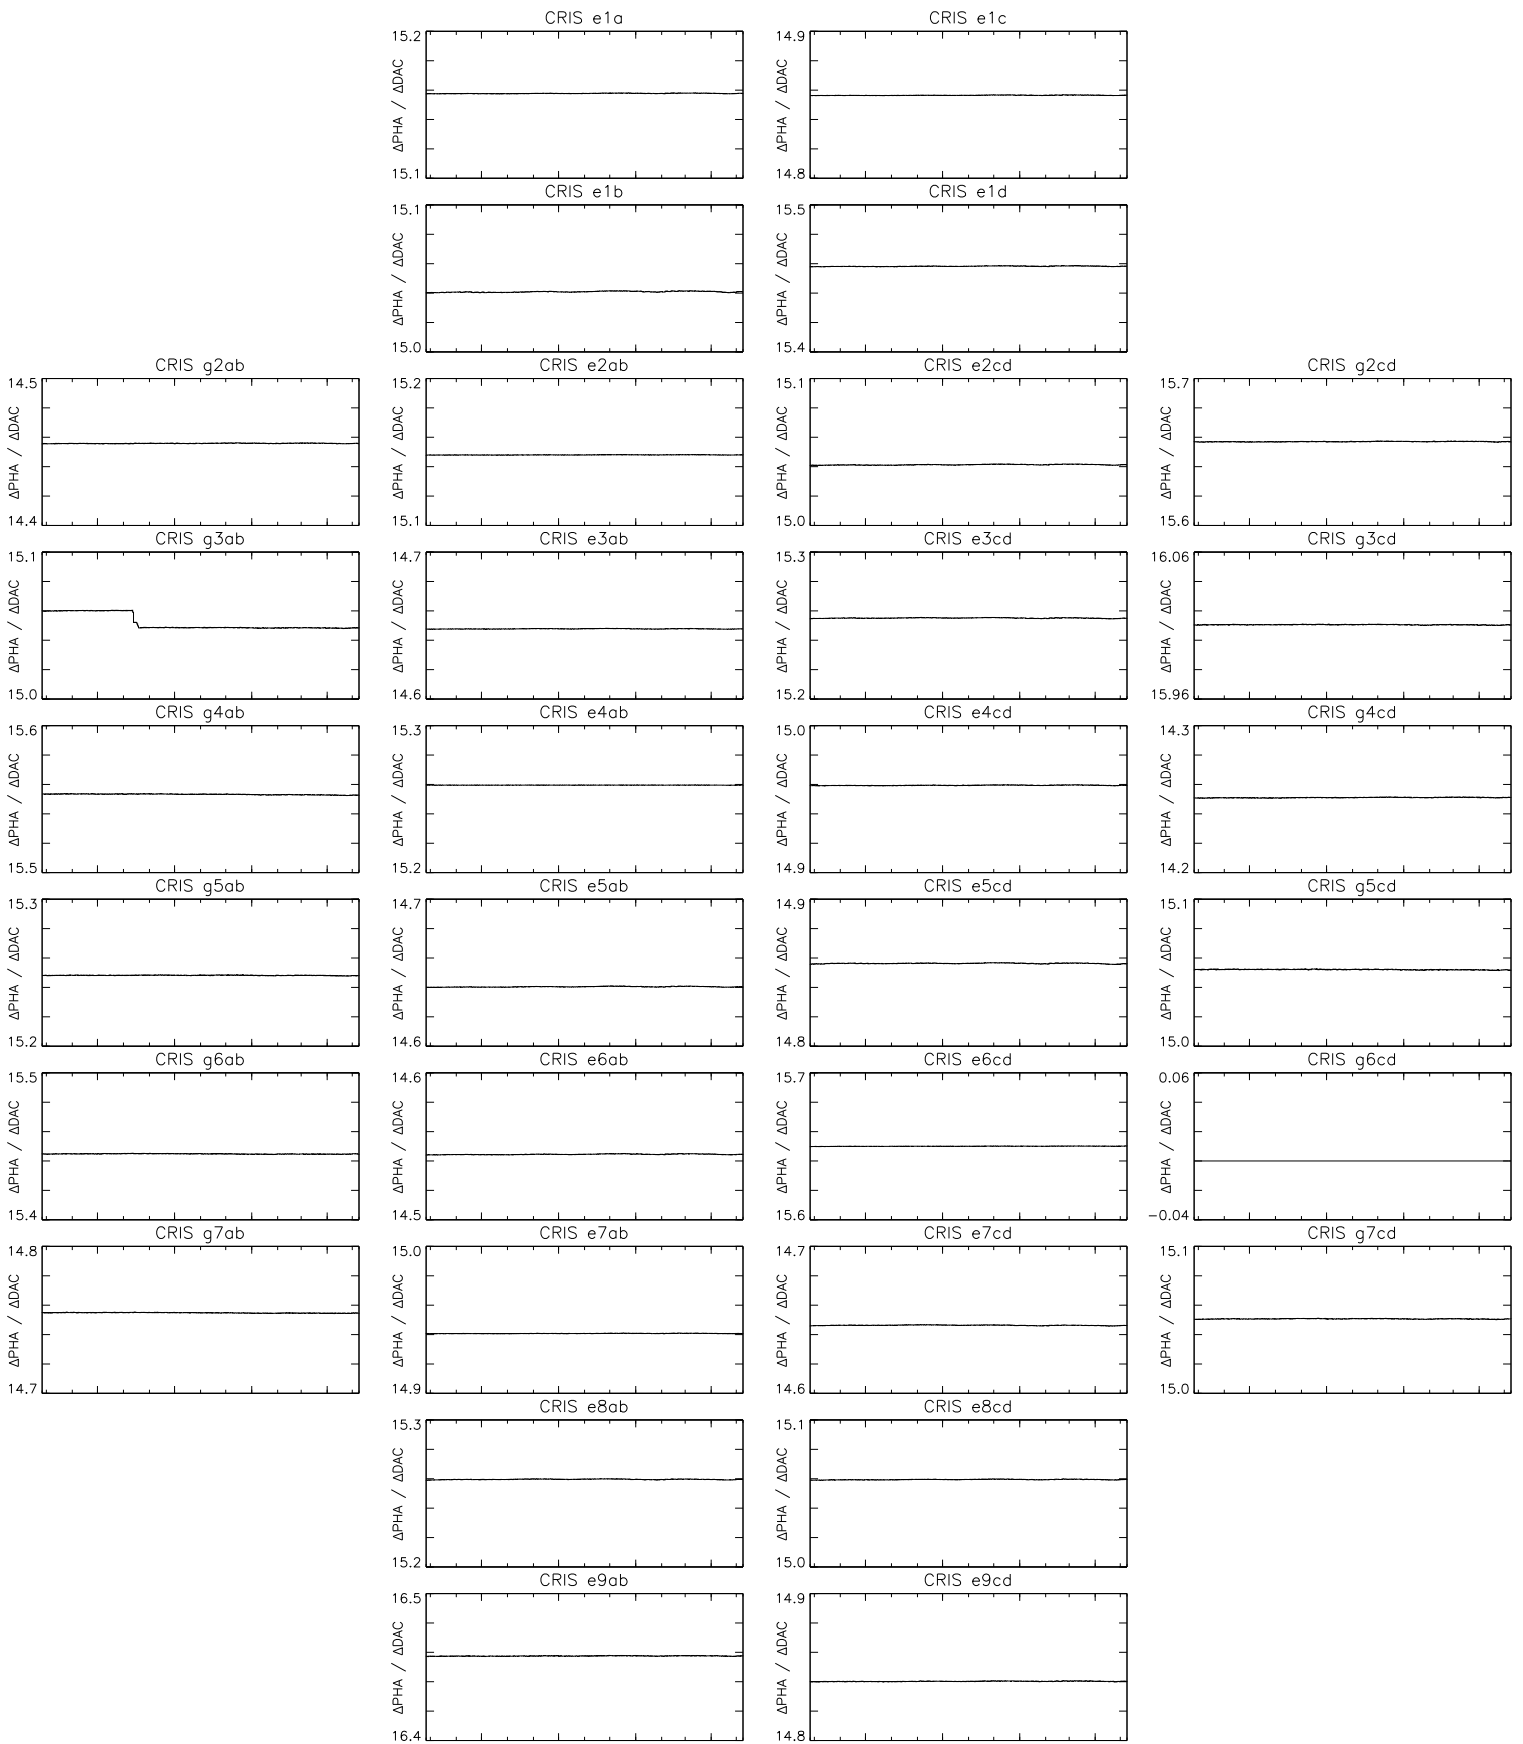 CRIS e1a
15.2
ΔPHA / ΔDAC
15.1
CRIS e1c
14.9
ΔPHA / ΔDAC
14.8
CRIS e1b
15.1
ΔPHA / ΔDAC
15.0
CRIS e1d
15.5
ΔPHA / ΔDAC
15.4
CRIS g2ab
14.5
ΔPHA / ΔDAC
14.4
CRIS e2ab
15.2
ΔPHA / ΔDAC
15.1
CRIS e2cd
15.1
ΔPHA / ΔDAC
15.0
CRIS g2cd
15.7
ΔPHA / ΔDAC
15.6
CRIS g3ab
15.1
ΔPHA / ΔDAC
15.0
CRIS e3ab
14.7
ΔPHA / ΔDAC
14.6
CRIS e3cd
15.3
ΔPHA / ΔDAC
15.2
CRIS g3cd
16.06
ΔPHA / ΔDAC
15.96
CRIS g4ab
15.6
ΔPHA / ΔDAC
15.5
CRIS e4ab
15.3
ΔPHA / ΔDAC
15.2
CRIS e4cd
15.0
ΔPHA / ΔDAC
14.9
CRIS g4cd
14.3
ΔPHA / ΔDAC
14.2
CRIS g5ab
15.3
ΔPHA / ΔDAC
15.2
CRIS e5ab
14.7
ΔPHA / ΔDAC
14.6
CRIS e5cd
14.9
ΔPHA / ΔDAC
14.8
CRIS g5cd
15.1
ΔPHA / ΔDAC
15.0
CRIS g6ab
15.5
ΔPHA / ΔDAC
15.4
CRIS e6ab
14.6
ΔPHA / ΔDAC
14.5
CRIS e6cd
15.7
ΔPHA / ΔDAC
15.6
CRIS g6cd
0.06
ΔPHA / ΔDAC
−0.04
CRIS g7ab
14.8
ΔPHA / ΔDAC
14.7
CRIS e7ab
15.0
ΔPHA / ΔDAC
14.9
CRIS e7cd
14.7
ΔPHA / ΔDAC
14.6
CRIS g7cd
15.1
ΔPHA / ΔDAC
15.0
CRIS e8ab
15.3
ΔPHA / ΔDAC
15.2
CRIS e8cd
15.1
ΔPHA / ΔDAC
15.0
CRIS e9ab
16.5
ΔPHA / ΔDAC
16.4
CRIS e9cd
14.9
ΔPHA / ΔDAC
14.8